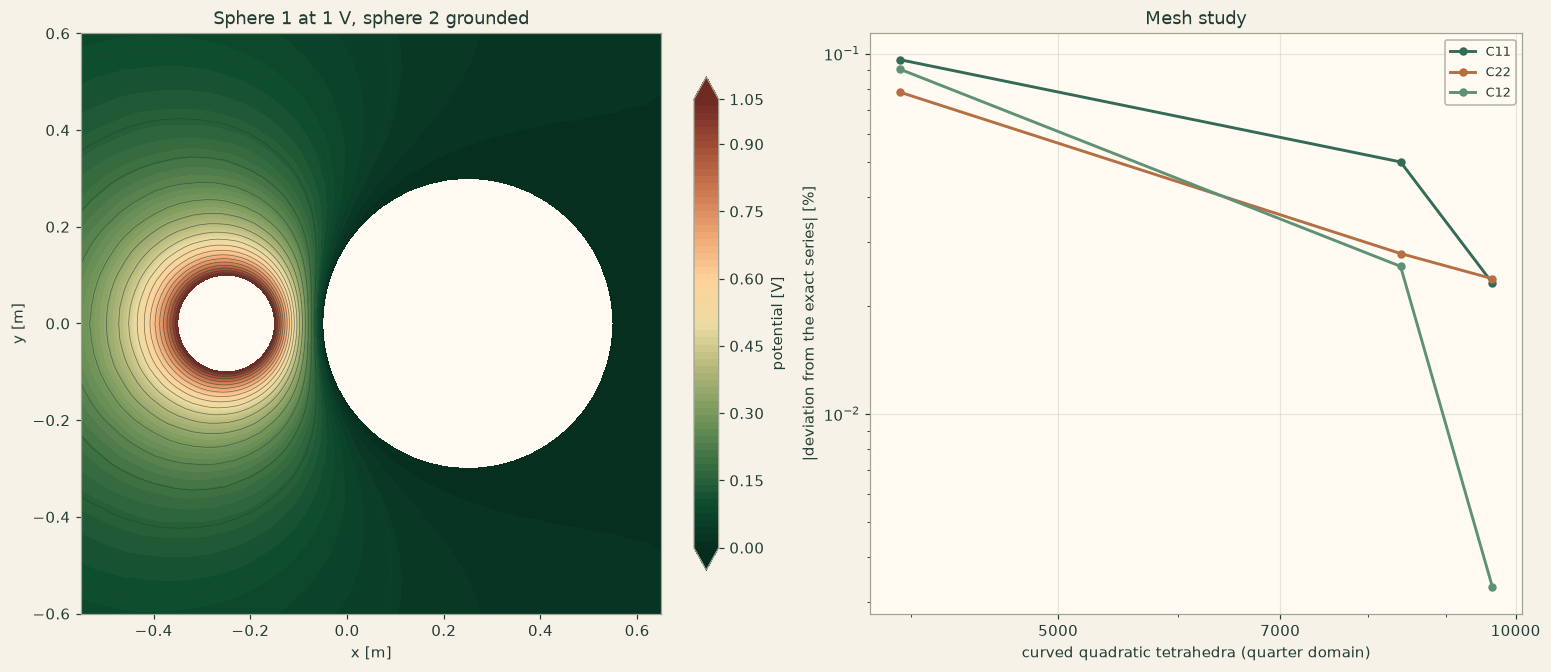 Sphere 1 at 1 V, sphere 2 grounded
0.6
0.4
0.2
0.0
−0.2
−0.4
−0.6
y [m]
−0.4 −0.2 0.0 0.2 0.4 0.6
x [m]
1.05
0.90
0.75
0.60
0.45
0.30
0.15
0.00
potential [V]
Mesh study
10⁻¹
10⁻²
|deviation from the exact series| [%]
C11
C22
C12
5000 7000 10000
curved quadratic tetrahedra (quarter domain)